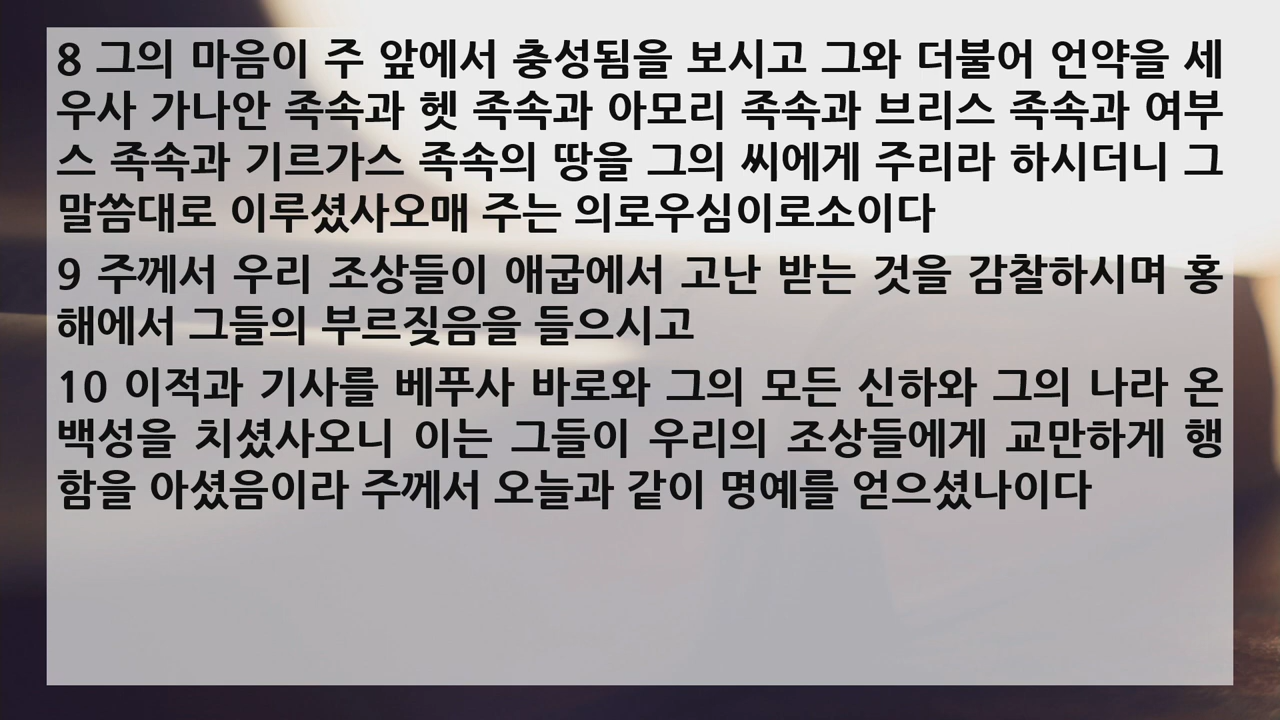 8 그의 마음이 주 앞에서 충성됨을 보시고 그와 더불어 언약을 세
우사 가나안 족속과 헷 족속과 아모리 족속과 브리스 족속과 여부
스 족속과 기르가스 족속의 땅을 그의 씨에게 주리라 하시더니 그
말씀대로 이루셨사오매 주는 의로우심이로소이다
9 주께서 우리 조상들이 애굽에서 고난 받는 것을 감찰하시며 홍
해에서 그들의 부르짖음을 들으시고
10 이적과 기사를 베푸사 바로와 그의 모든 신하와 그의 나라 온
백성을 치셨사오니 이는 그들이 우리의 조상들에게 교만하게 행
함을 아셨음이라 주께서 오늘과 같이 명예를 얻으셨나이다